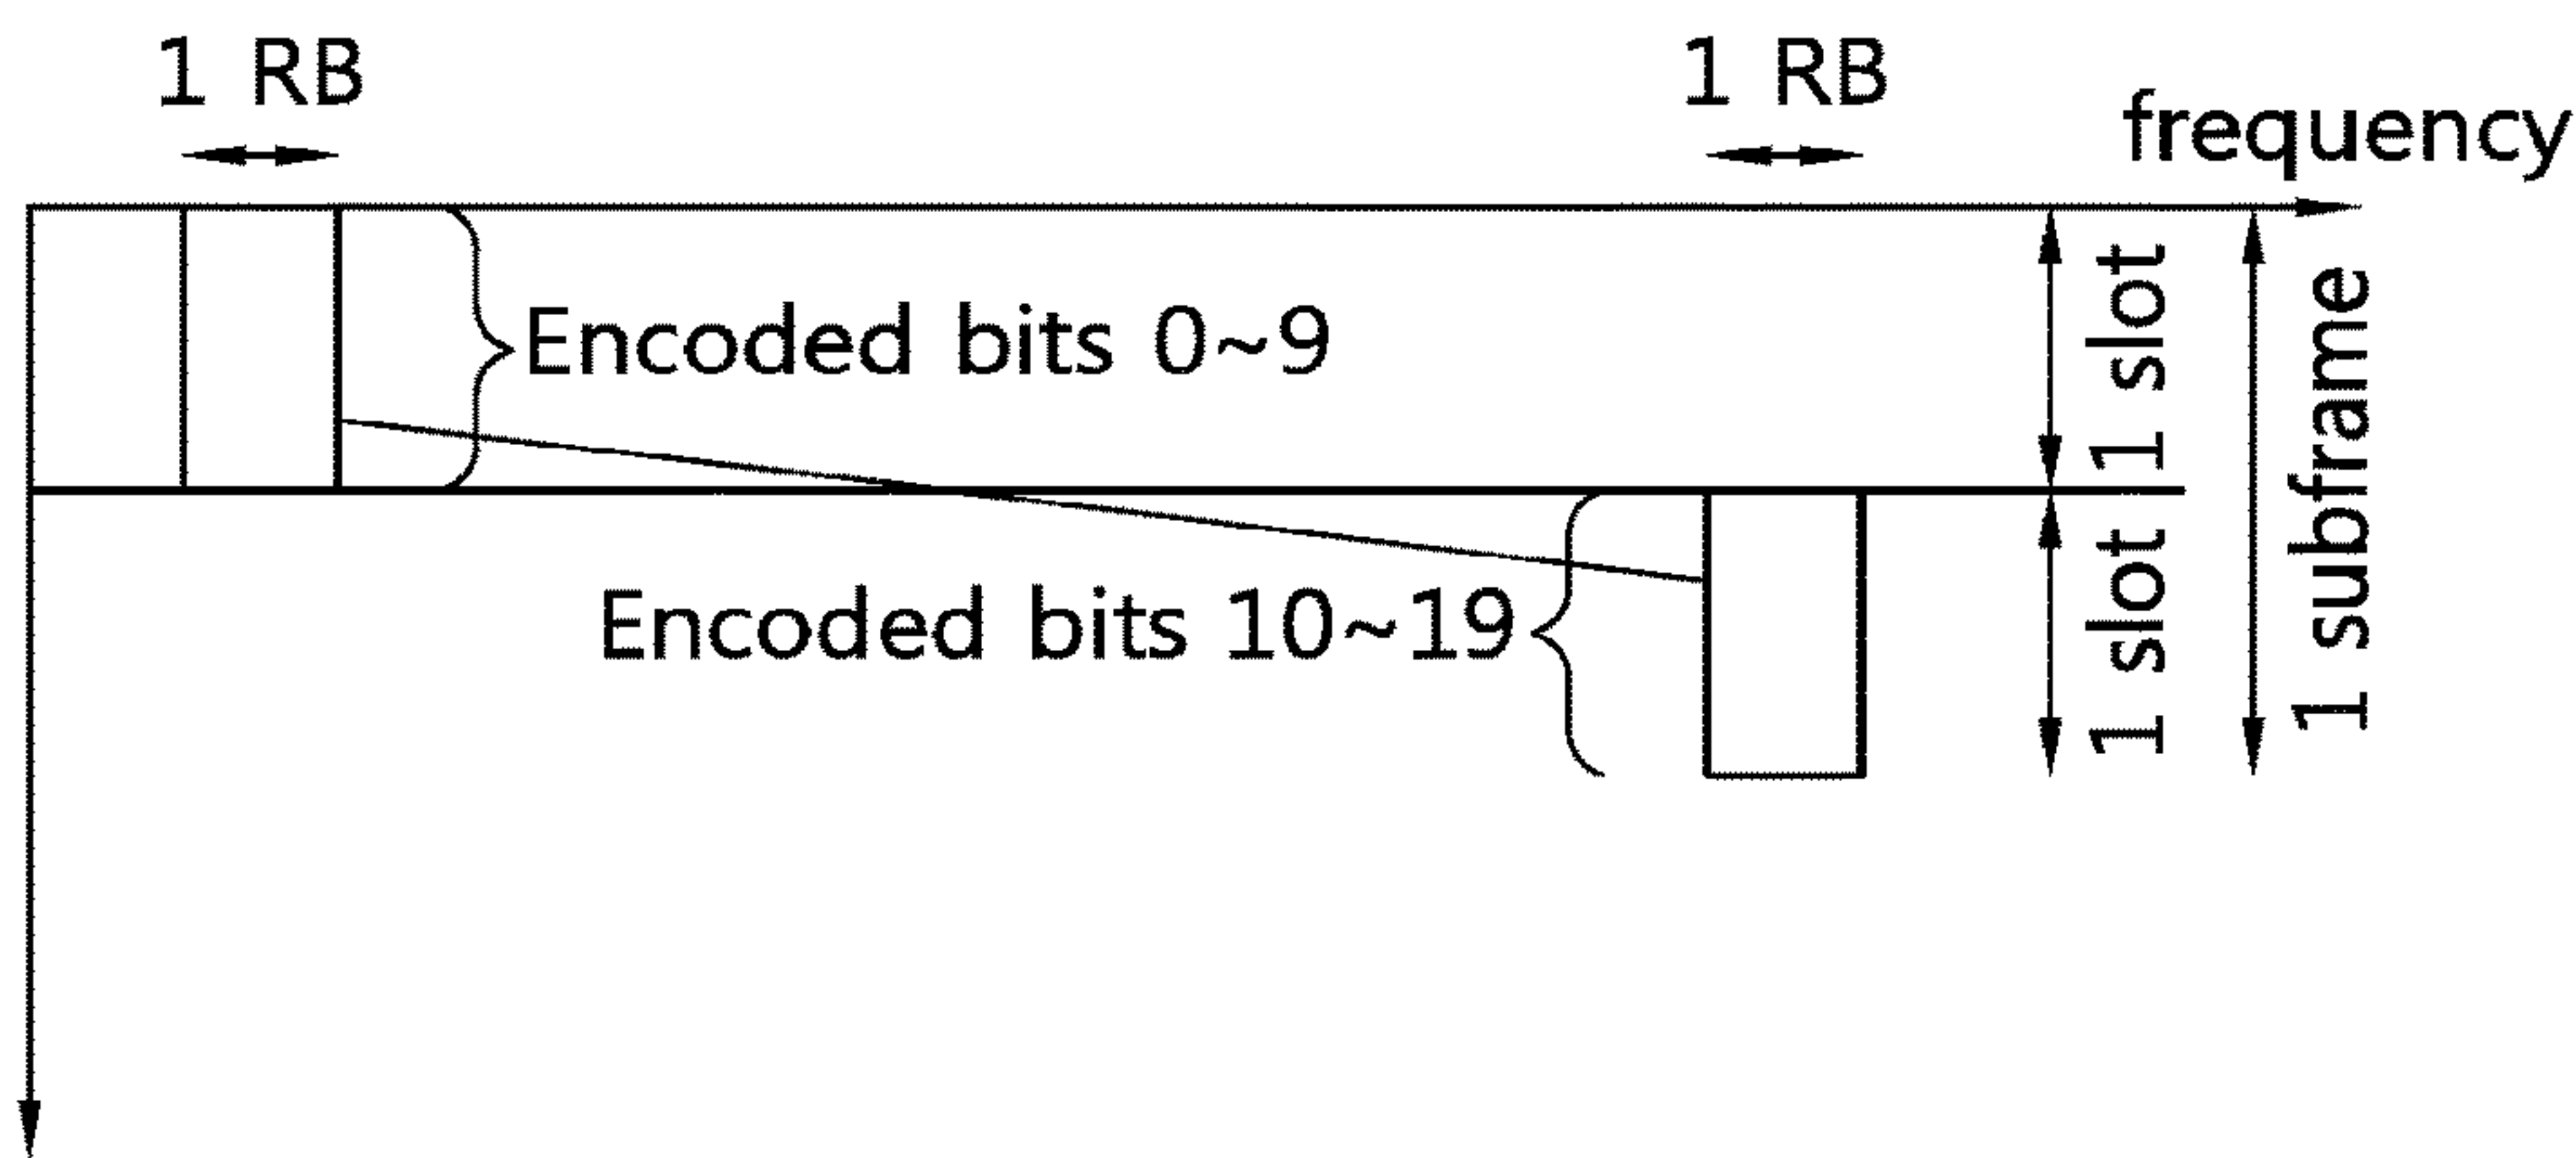 1 RB
1 RB
frequency
Encoded bits 0~9
1 slot
Encoded bits 10~19
1 slot
1 subframe